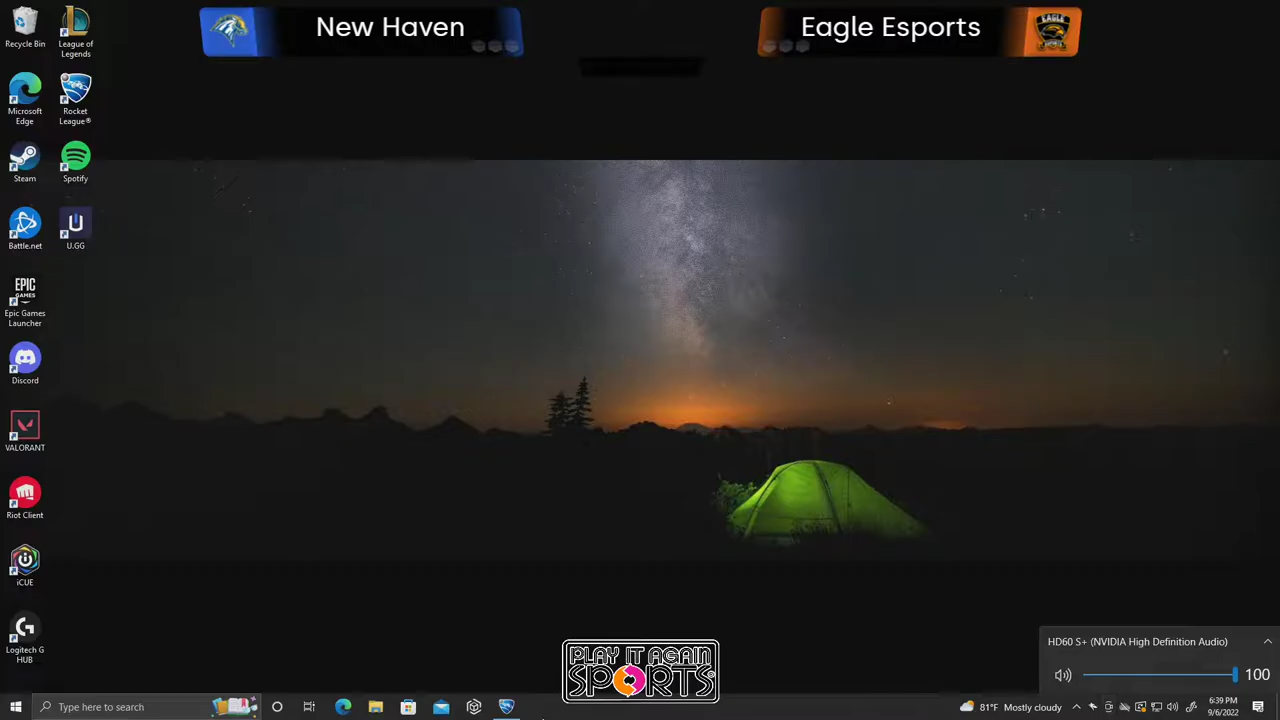 New Haven
Eagle Esports
EAGLE
Recycle Bin
League of
Legends
Microsoft
Edge
Rocket
League®
Steam
Spotify
Battle.net
U.GG
EPIC
GAMES
Epic Games
Launcher
Discord
VALORANT
Riot Client
iCUE
Logitech G
HUB
PLAY IT AGAIN
SPORTS
HD60 S+ (NVIDIA High Definition Audio)
100
Type here to search
81°F Mostly cloudy
6:39 PM
9/6/2022